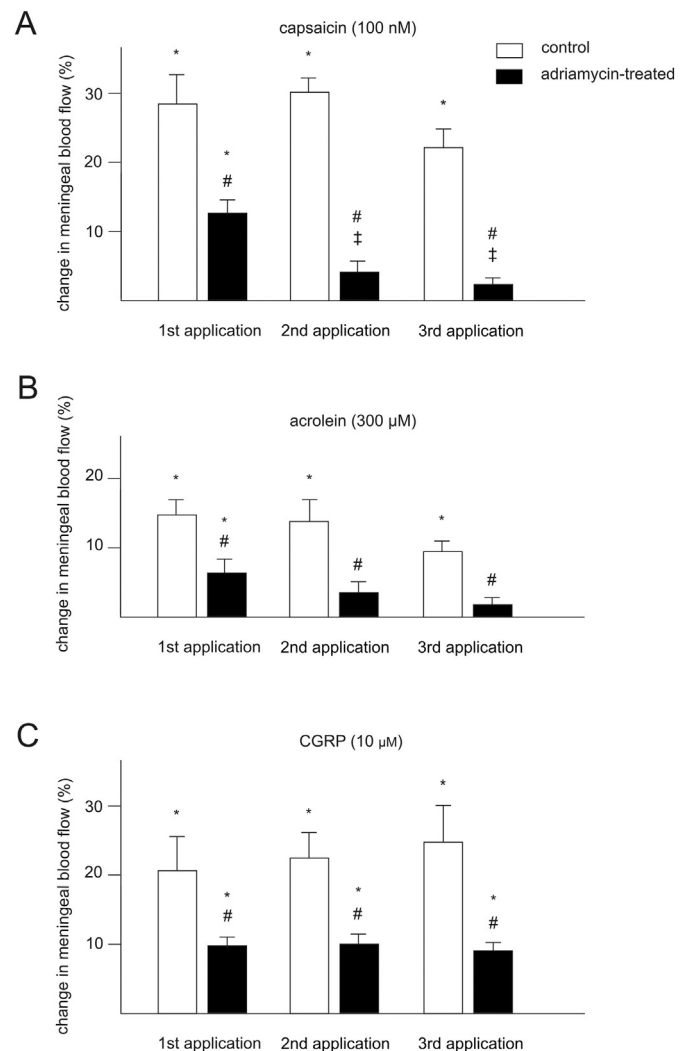 A
capsaicin (100 nM)
control
adriamycin-treated
change in meningeal blood flow (%)
30
20
10
*
*
#
*
#
‡
*
#
‡
1st application
2nd application
3rd application
B
acrolein (300 µM)
change in meningeal blood flow (%)
20
10
*
*
#
*
#
*
#
1st application
2nd application
3rd application
C
CGRP (10 µM)
change in meningeal blood flow (%)
30
20
10
*
*
#
*
*
#
*
*
#
1st application
2nd application
3rd application